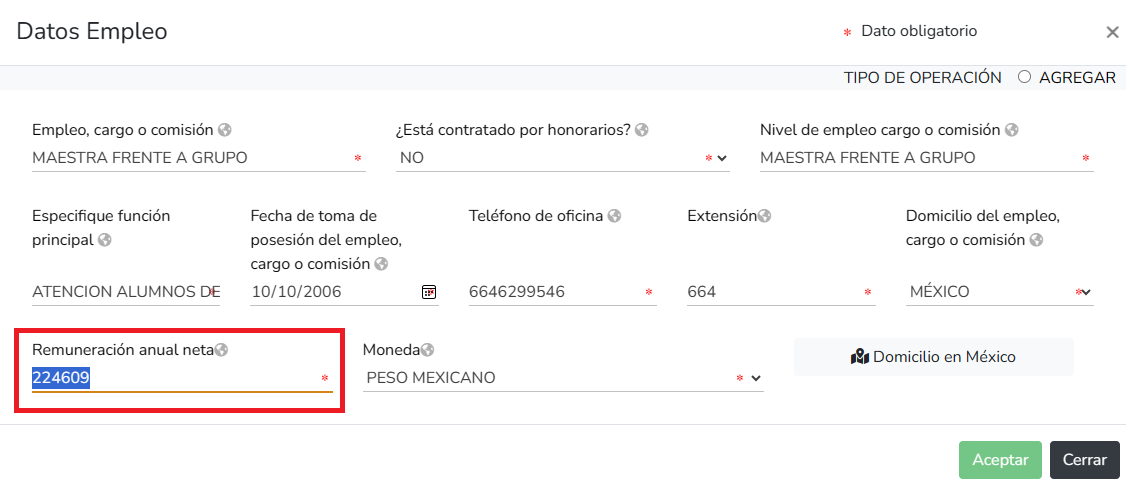 Datos Empleo
* Dato obligatorio
×
TIPO DE OPERACIÓN AGREGAR
Empleo, cargo o comisión
MAESTRA FRENTE A GRUPO *
¿Está contratado por honorarios?
NO *
Nivel de empleo cargo o comisión
MAESTRA FRENTE A GRUPO *
Especifique función
principal
ATENCION ALUMNOS DE *
Fecha de toma de
posesión del empleo,
cargo o comisión
10/10/2006
Teléfono de oficina
6646299546 *
Extensión
664 *
Domicilio del empleo,
cargo o comisión
MÉXICO *
Remuneración anual neta
224609 *
Moneda
PESO MEXICANO *
Domicilio en México
Aceptar
Cerrar